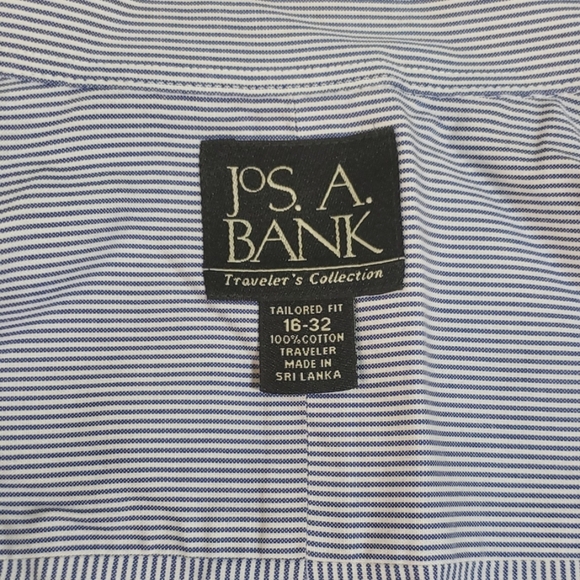 JoS. A.
BANK
Traveler's Collection
TAILORED FIT
16-32
100% COTTON
TRAVELER
MADE IN
SRI LANKA